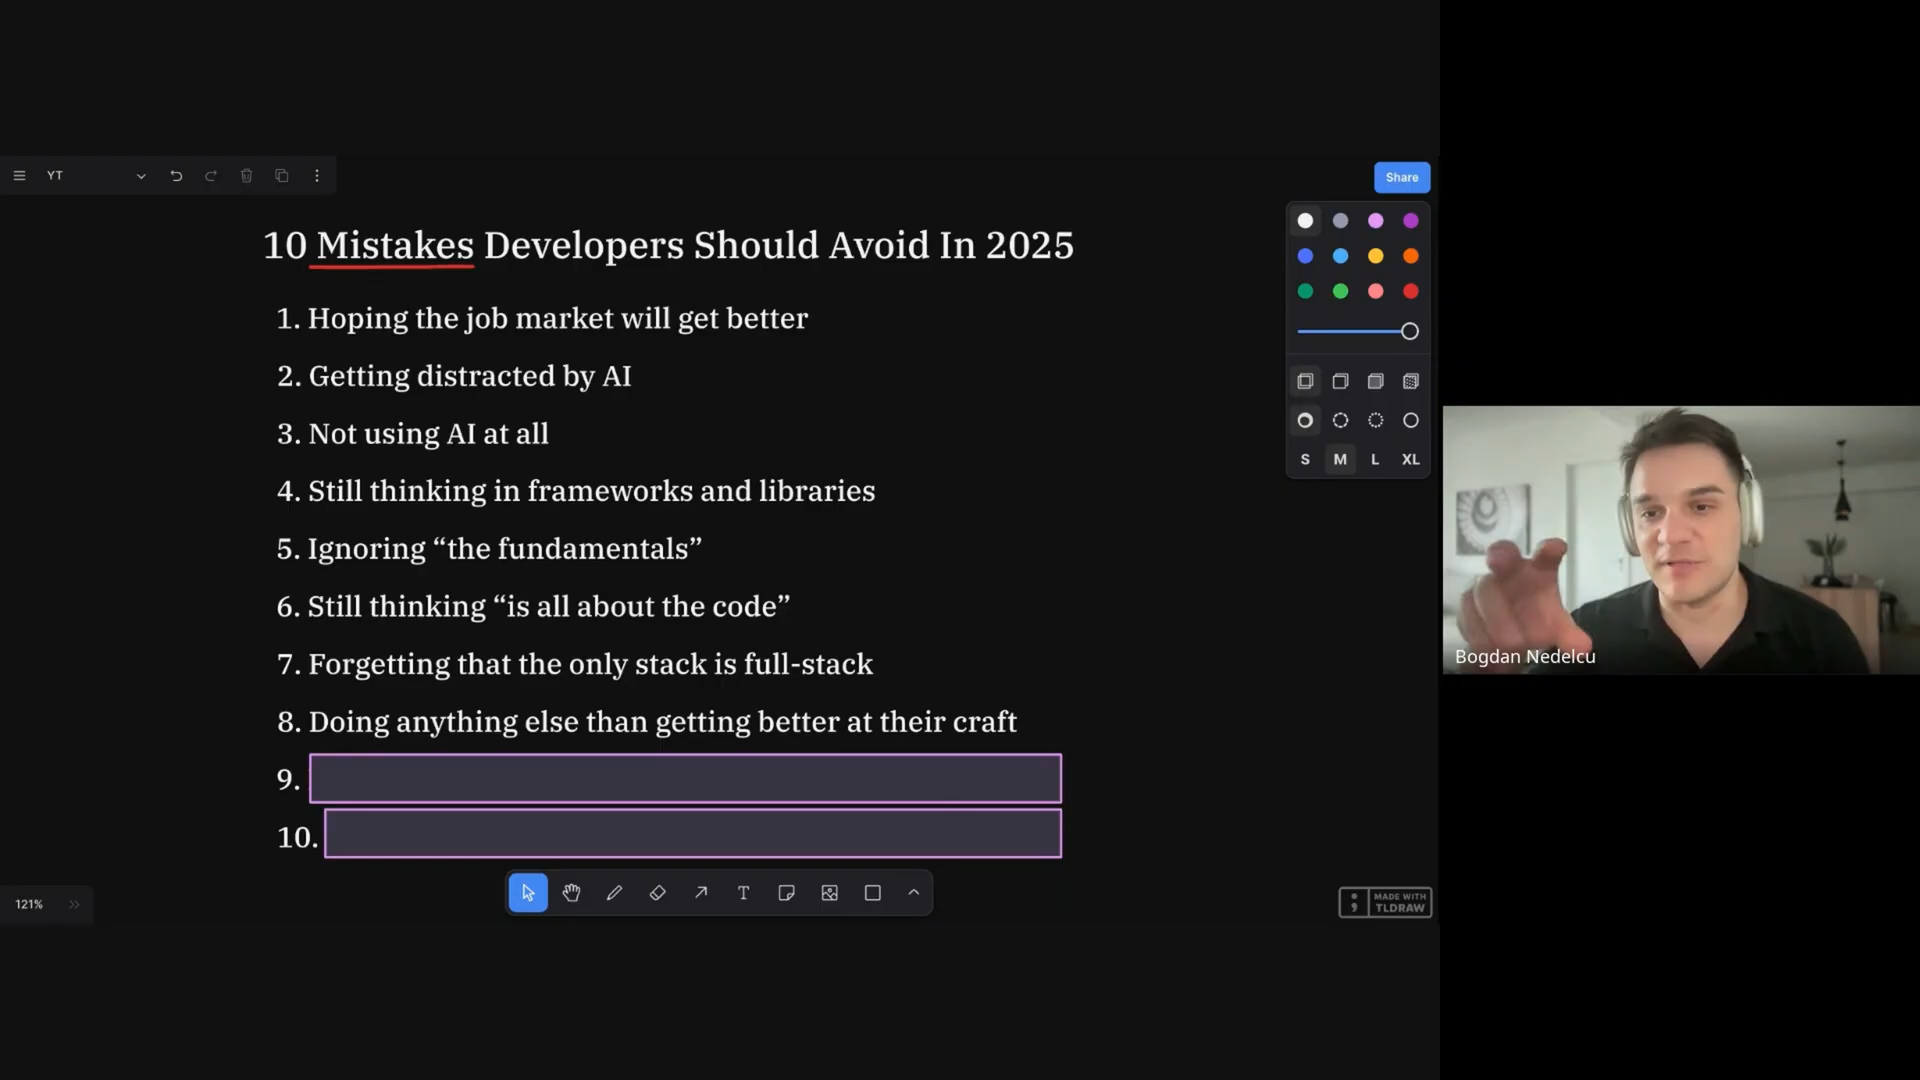 YT
Share
10 Mistakes Developers Should Avoid In 2025
1. Hoping the job market will get better
2. Getting distracted by AI
3. Not using AI at all
4. Still thinking in frameworks and libraries
5. Ignoring “the fundamentals”
6. Still thinking “is all about the code”
7. Forgetting that the only stack is full-stack
8. Doing anything else than getting better at their craft
9.
10.
S M L XL
Bogdan Nedelcu
121%
T
MADE WITH
TLDRAW